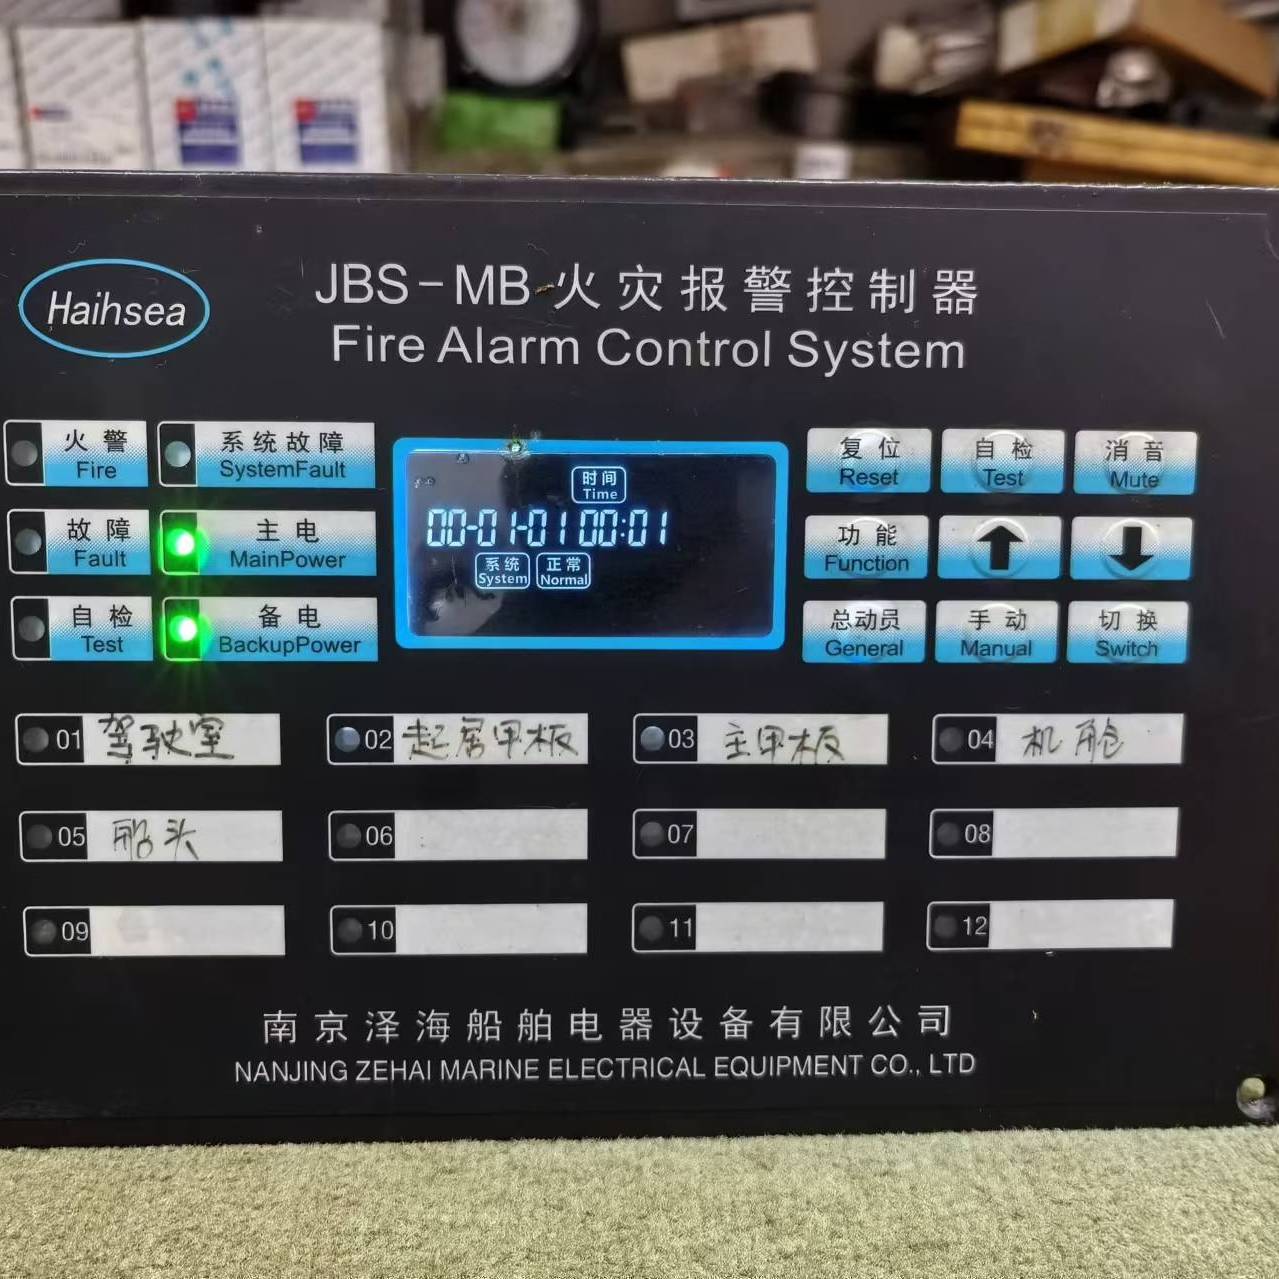 Haihsea
JBS-MB 火灾报警控制器
Fire Alarm Control System
火警
Fire
系统故障
SystemFault
故障
Fault
主电
MainPower
自检
Test
备电
BackupPower
时间
Time
00-01-01 00:01
系统
System
正常
Normal
复位
Reset
自检
Test
消音
Mute
功能
Function
总动员
General
手动
Manual
切换
Switch
01 驾驶室
02 起居甲板
03 主甲板
04 机舱
05 船头
06
07
08
09
10
11
12
南京泽海船舶电器设备有限公司
NANJING ZEHAI MARINE ELECTRICAL EQUIPMENT CO., LTD